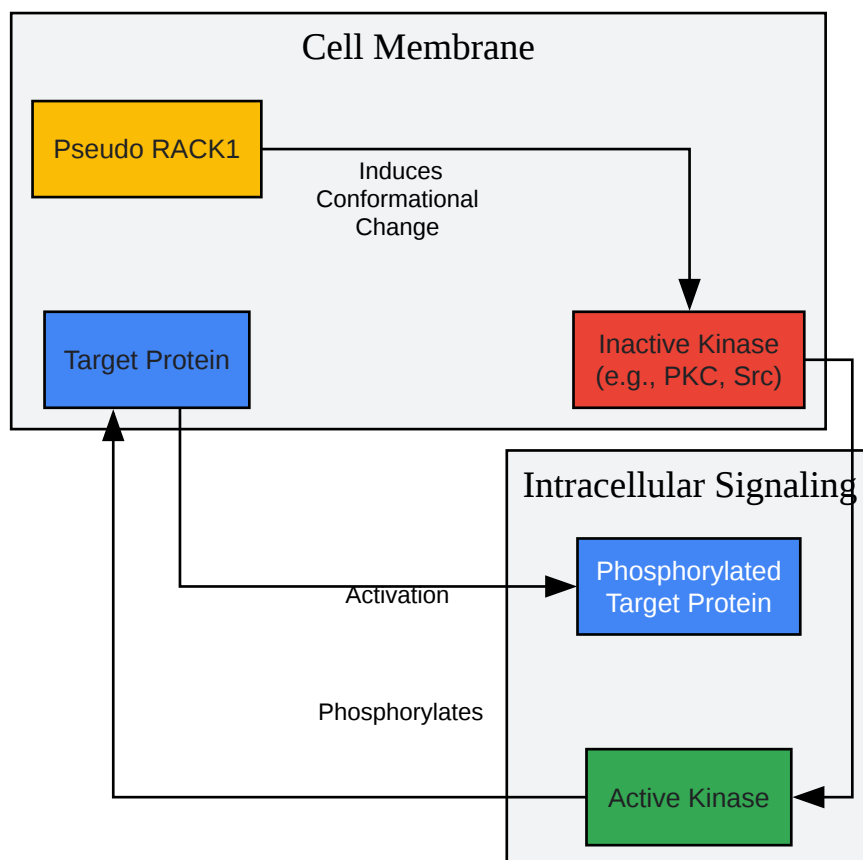 Cell Membrane
Pseudo RACK1
Induces
Conformational
Change
Target Protein
Inactive Kinase
(e.g., PKC, Src)
Intracellular Signaling
Phosphorylated
Target Protein
Activation
Phosphorylates
Active Kinase